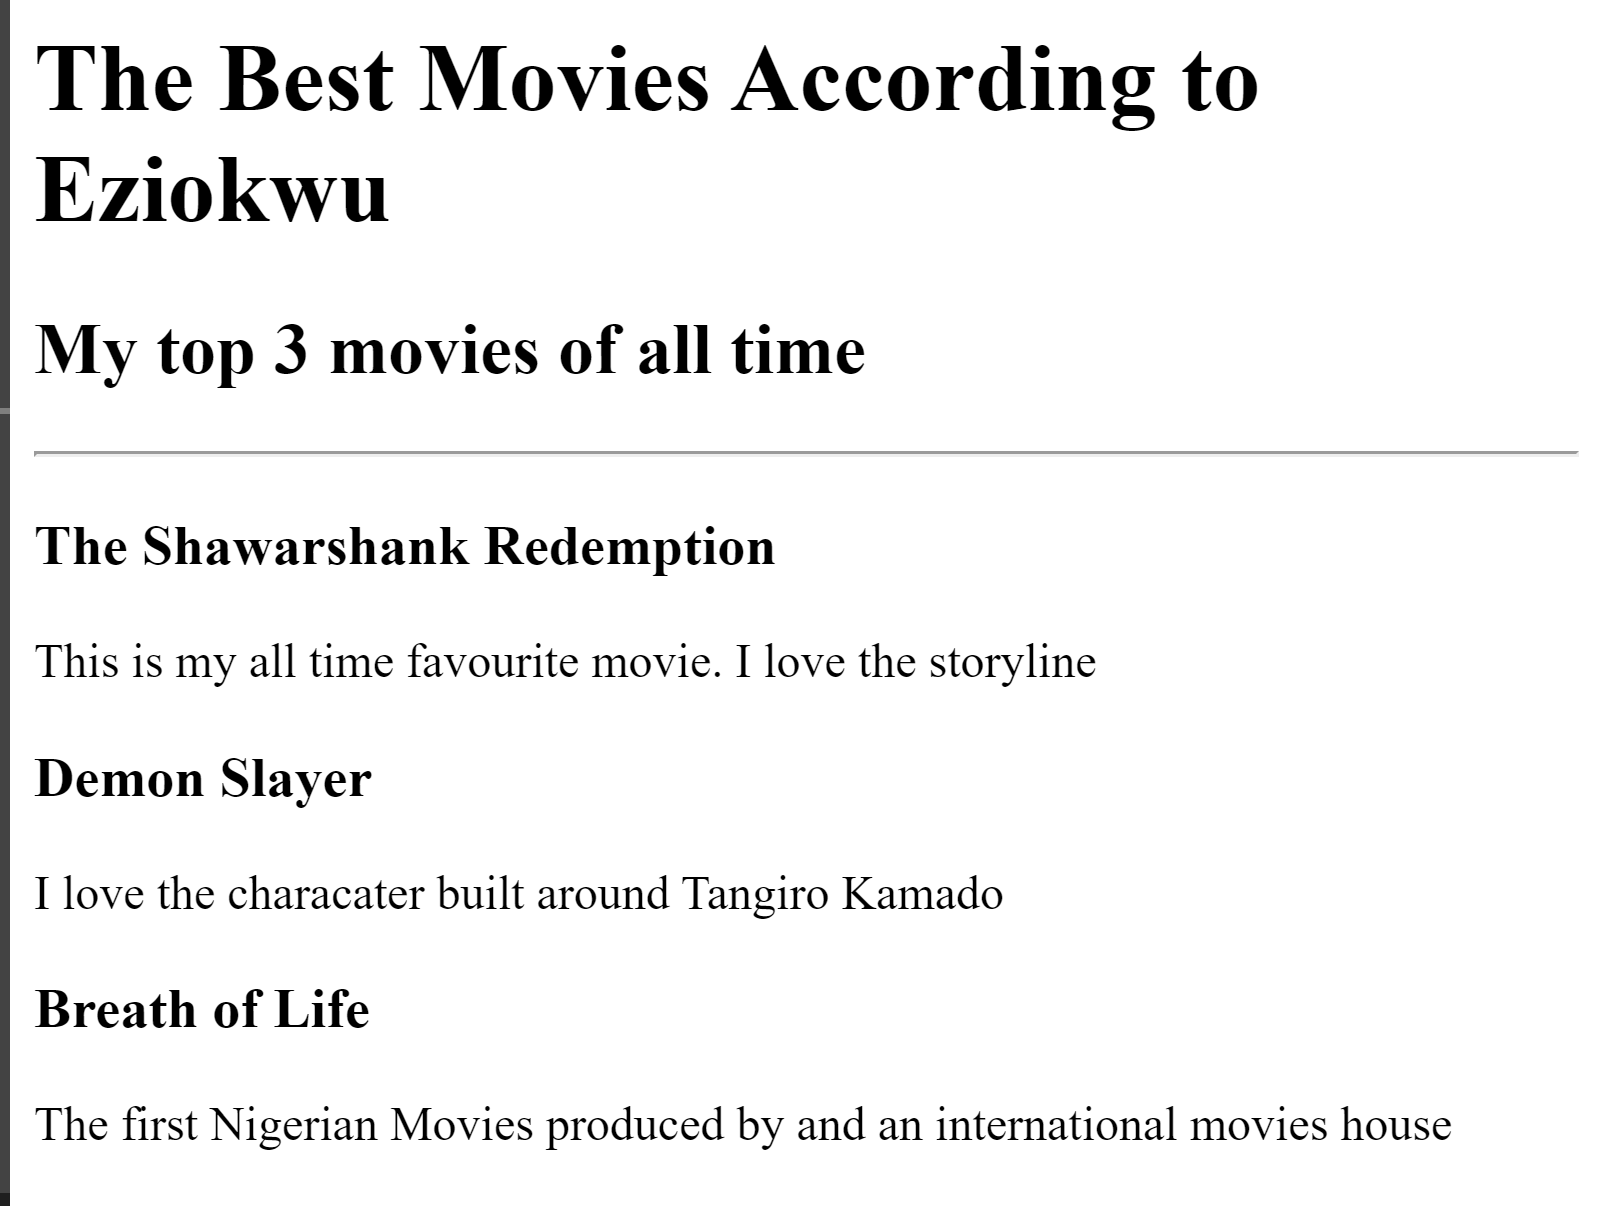 The Best Movies According to
Eziokwu
My top 3 movies of all time
The Shawarshank Redemption
This is my all time favourite movie. I love the storyline
Demon Slayer
I love the characater built around Tangiro Kamado
Breath of Life
The first Nigerian Movies produced by and an international movies house